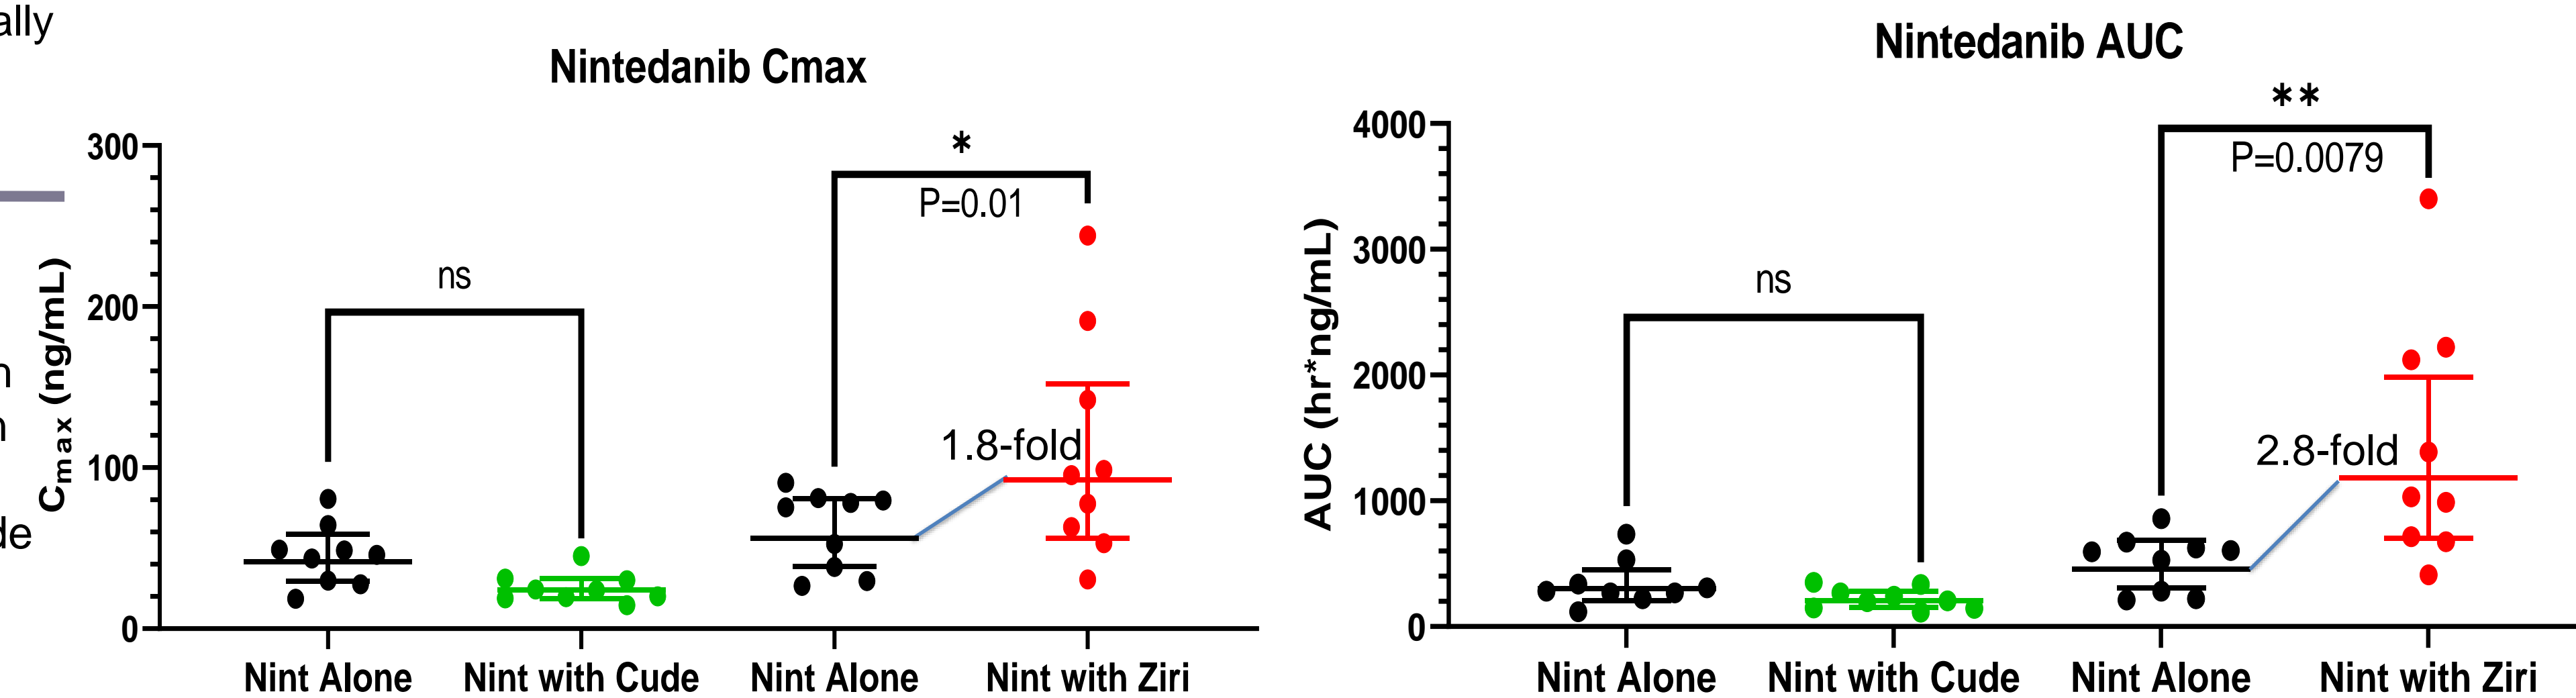 ally
n
n
de
Nintedanib Cmax
Cmax (ng/mL)
300
200
100
0
ns
*
P=0.01
1.8-fold
Nint Alone
Nint with Cude
Nint Alone
Nint with Ziri
Nintedanib AUC
AUC (hr*ng/mL)
4000
3000
2000
1000
0
ns
**
P=0.0079
2.8-fold
Nint Alone
Nint with Cude
Nint Alone
Nint with Ziri